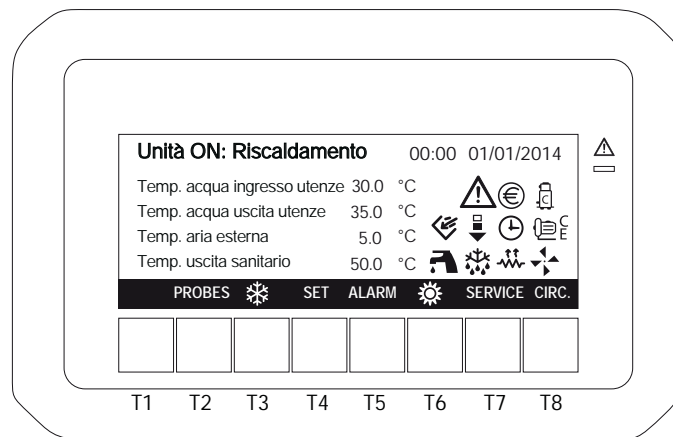 Unità ON: Riscaldamento 00:00 01/01/2014
Temp. acqua ingresso utenze 30.0 °C
Temp. acqua uscita utenze 35.0 °C
Temp. aria esterna 5.0 °C
Temp. uscita sanitario 50.0 °C
€ C
C
E
PROBES SET ALARM SERVICE CIRC.
T1 T2 T3 T4 T5 T6 T7 T8